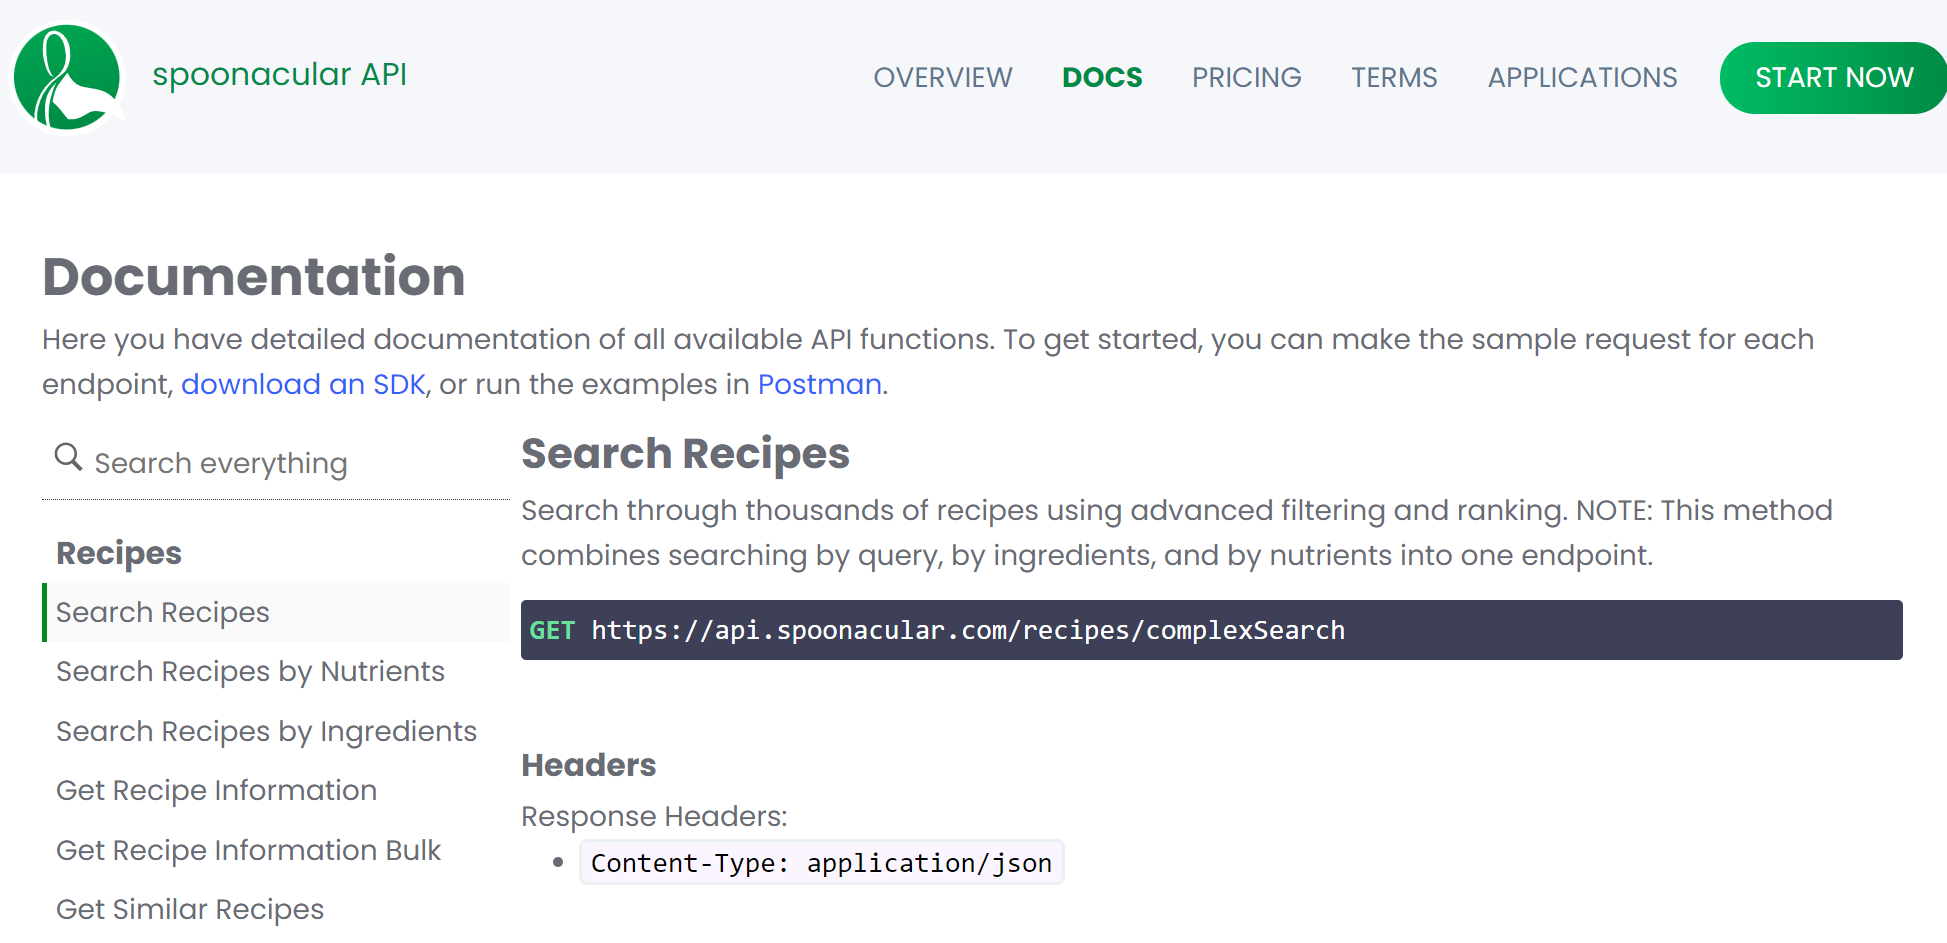 spoonacular API
OVERVIEW
DOCS
PRICING
TERMS
APPLICATIONS
START NOW
Documentation
Here you have detailed documentation of all available API functions. To get started, you can make the sample request for each
endpoint, download an SDK, or run the examples in Postman.
Search everything
Recipes
Search Recipes
Search Recipes by Nutrients
Search Recipes by Ingredients
Get Recipe Information
Get Recipe Information Bulk
Get Similar Recipes
Search Recipes
Search through thousands of recipes using advanced filtering and ranking. NOTE: This method
combines searching by query, by ingredients, and by nutrients into one endpoint.
GET https://api.spoonacular.com/recipes/complexSearch
Headers
Response Headers:
• Content-Type: application/json